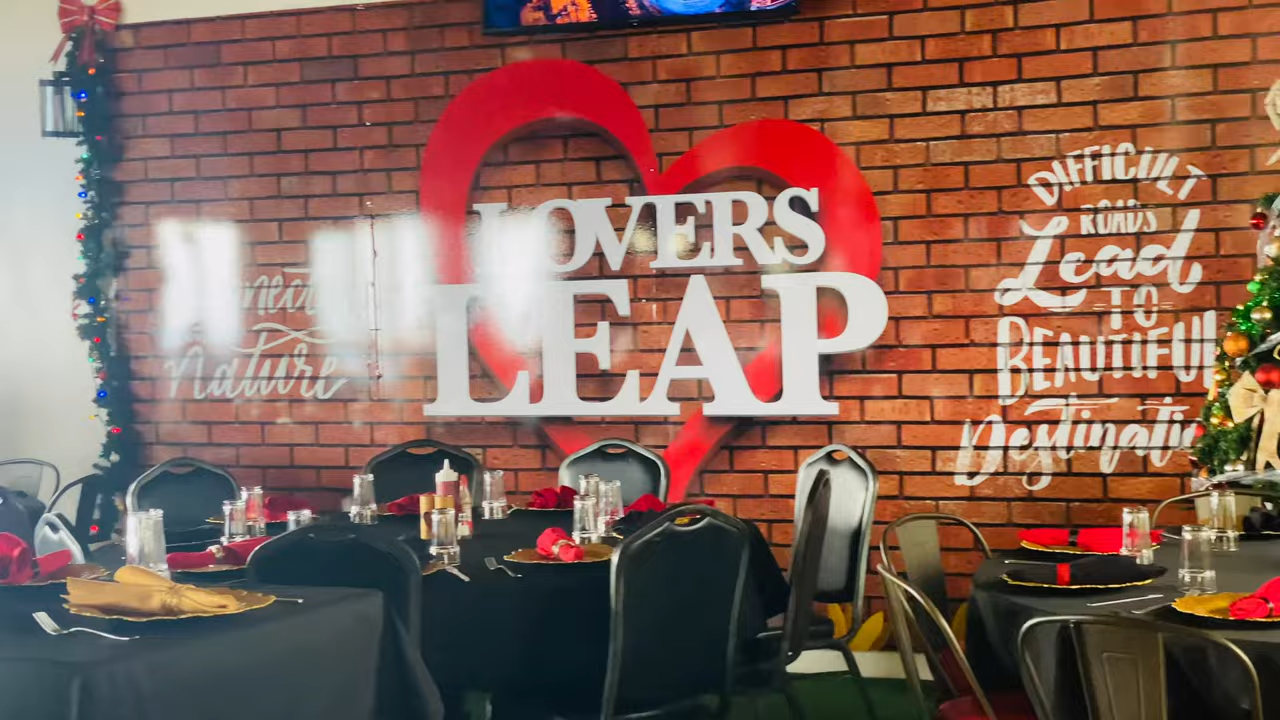 LOVERS
LEAP
Nature
DIFFICULT
ROADS
Lead
TO
BEAUTIFUL